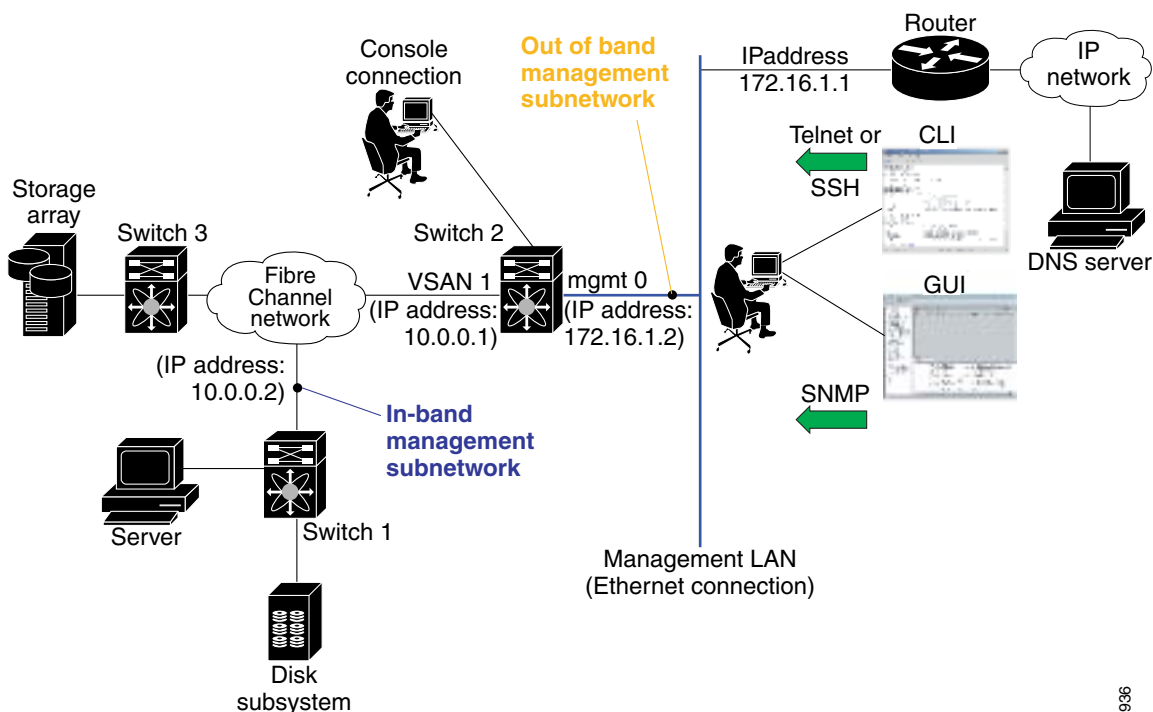 Router
Console
connection
Out of band
management
subnetwork
IPaddress
172.16.1.1
IP
network
Telnet or
SSH
CLI
Storage
array
Switch 3
Switch 2
DNS server
Fibre
Channel
network
VSAN 1
(IP address:
10.0.0.1)
mgmt 0
(IP address:
172.16.1.2)
GUI
(IP address:
10.0.0.2)
SNMP
In-band
management
subnetwork
Server
Switch 1
Management LAN
(Ethernet connection)
Disk
subsystem
936